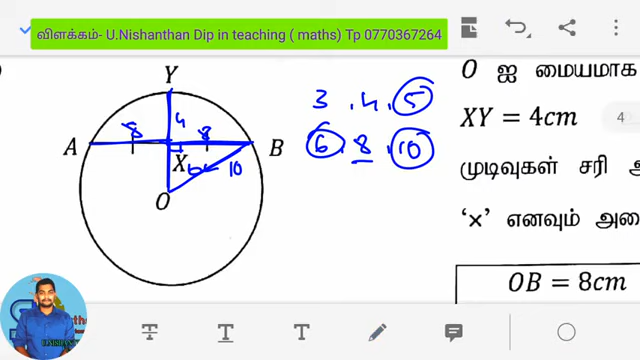 விளக்கம்- U.Nishanthan Dip in teaching ( maths) Tp 0770367264
Y
4
A
8
8
B
X
6
10
O
3 , 4 , 5
6 , 8 , 10
O ஐ மையமாக
XY = 4cm
4
முடிவுகள் சரி
'x' எனவும்
OB = 8cm
T
T
T